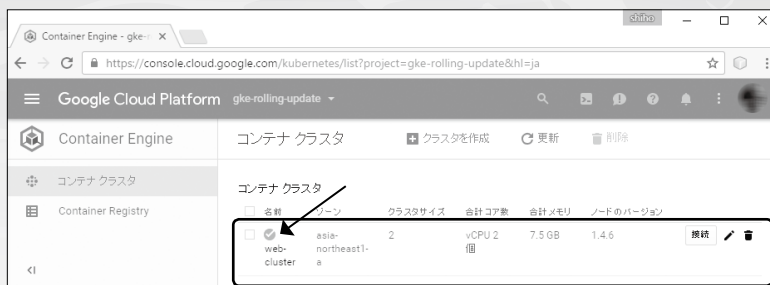 shiho
Container Engine - gke-r
https://console.cloud.google.com/kubernetes/list?project=gke-rolling-update&hl=ja
Google Cloud Platform gke-rolling-update
Container Engine コンテナ クラスタ クラスタを作成 更新 削除
コンテナ クラスタ
Container Registry
コンテナ クラスタ
名前 ゾーン クラスタサイズ 合計コア数 合計メモリ ノードのバージョン
web-cluster asia-northeast1-a 2 vCPU 2 個 7.5 GB 1.4.6 接続